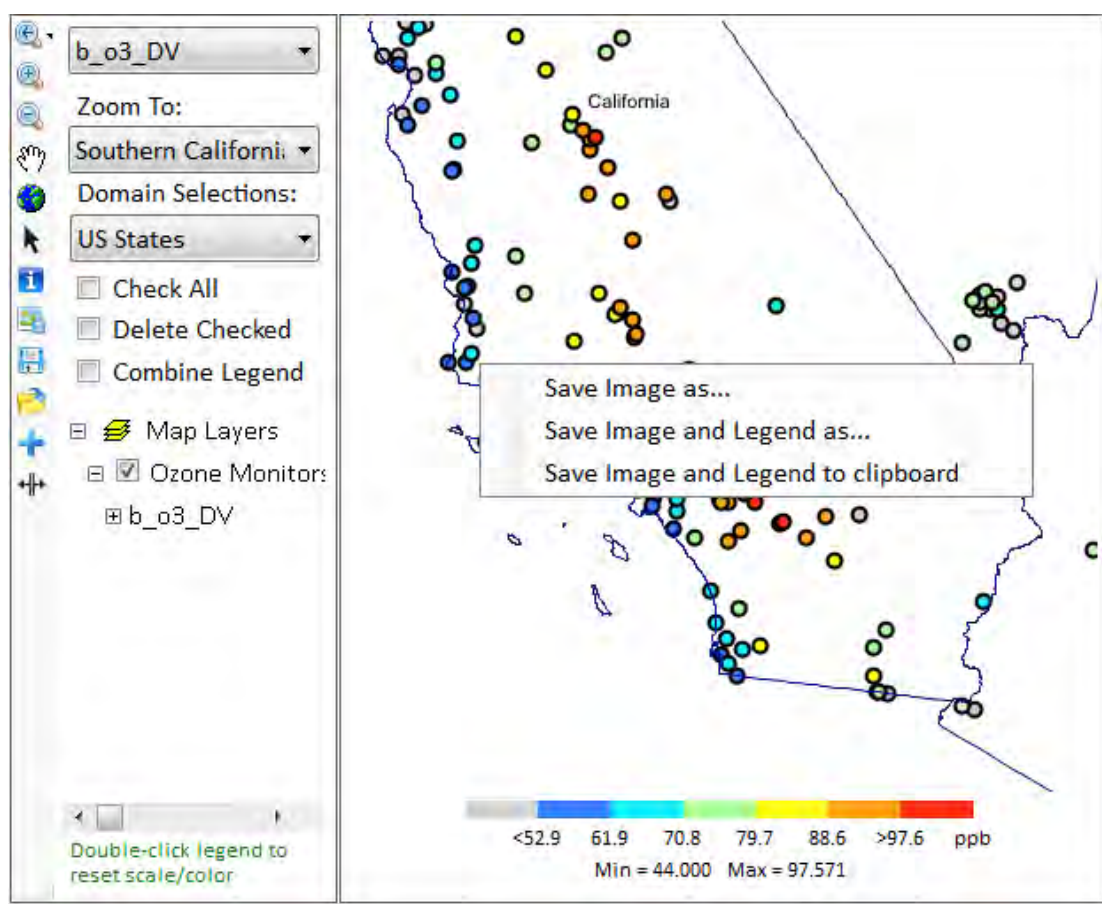 b_o3_DV
Zoom To:
Southern Californi
Domain Selections:
US States
Check All
Delete Checked
Combine Legend
Map Layers
Ozone Monitors
b_o3_DV
Double-click legend to
reset scale/color
California
Save Image as...
Save Image and Legend as...
Save Image and Legend to clipboard
<52.9 61.9 70.8 79.7 88.6 >97.6 ppb
Min = 44.000 Max = 97.571